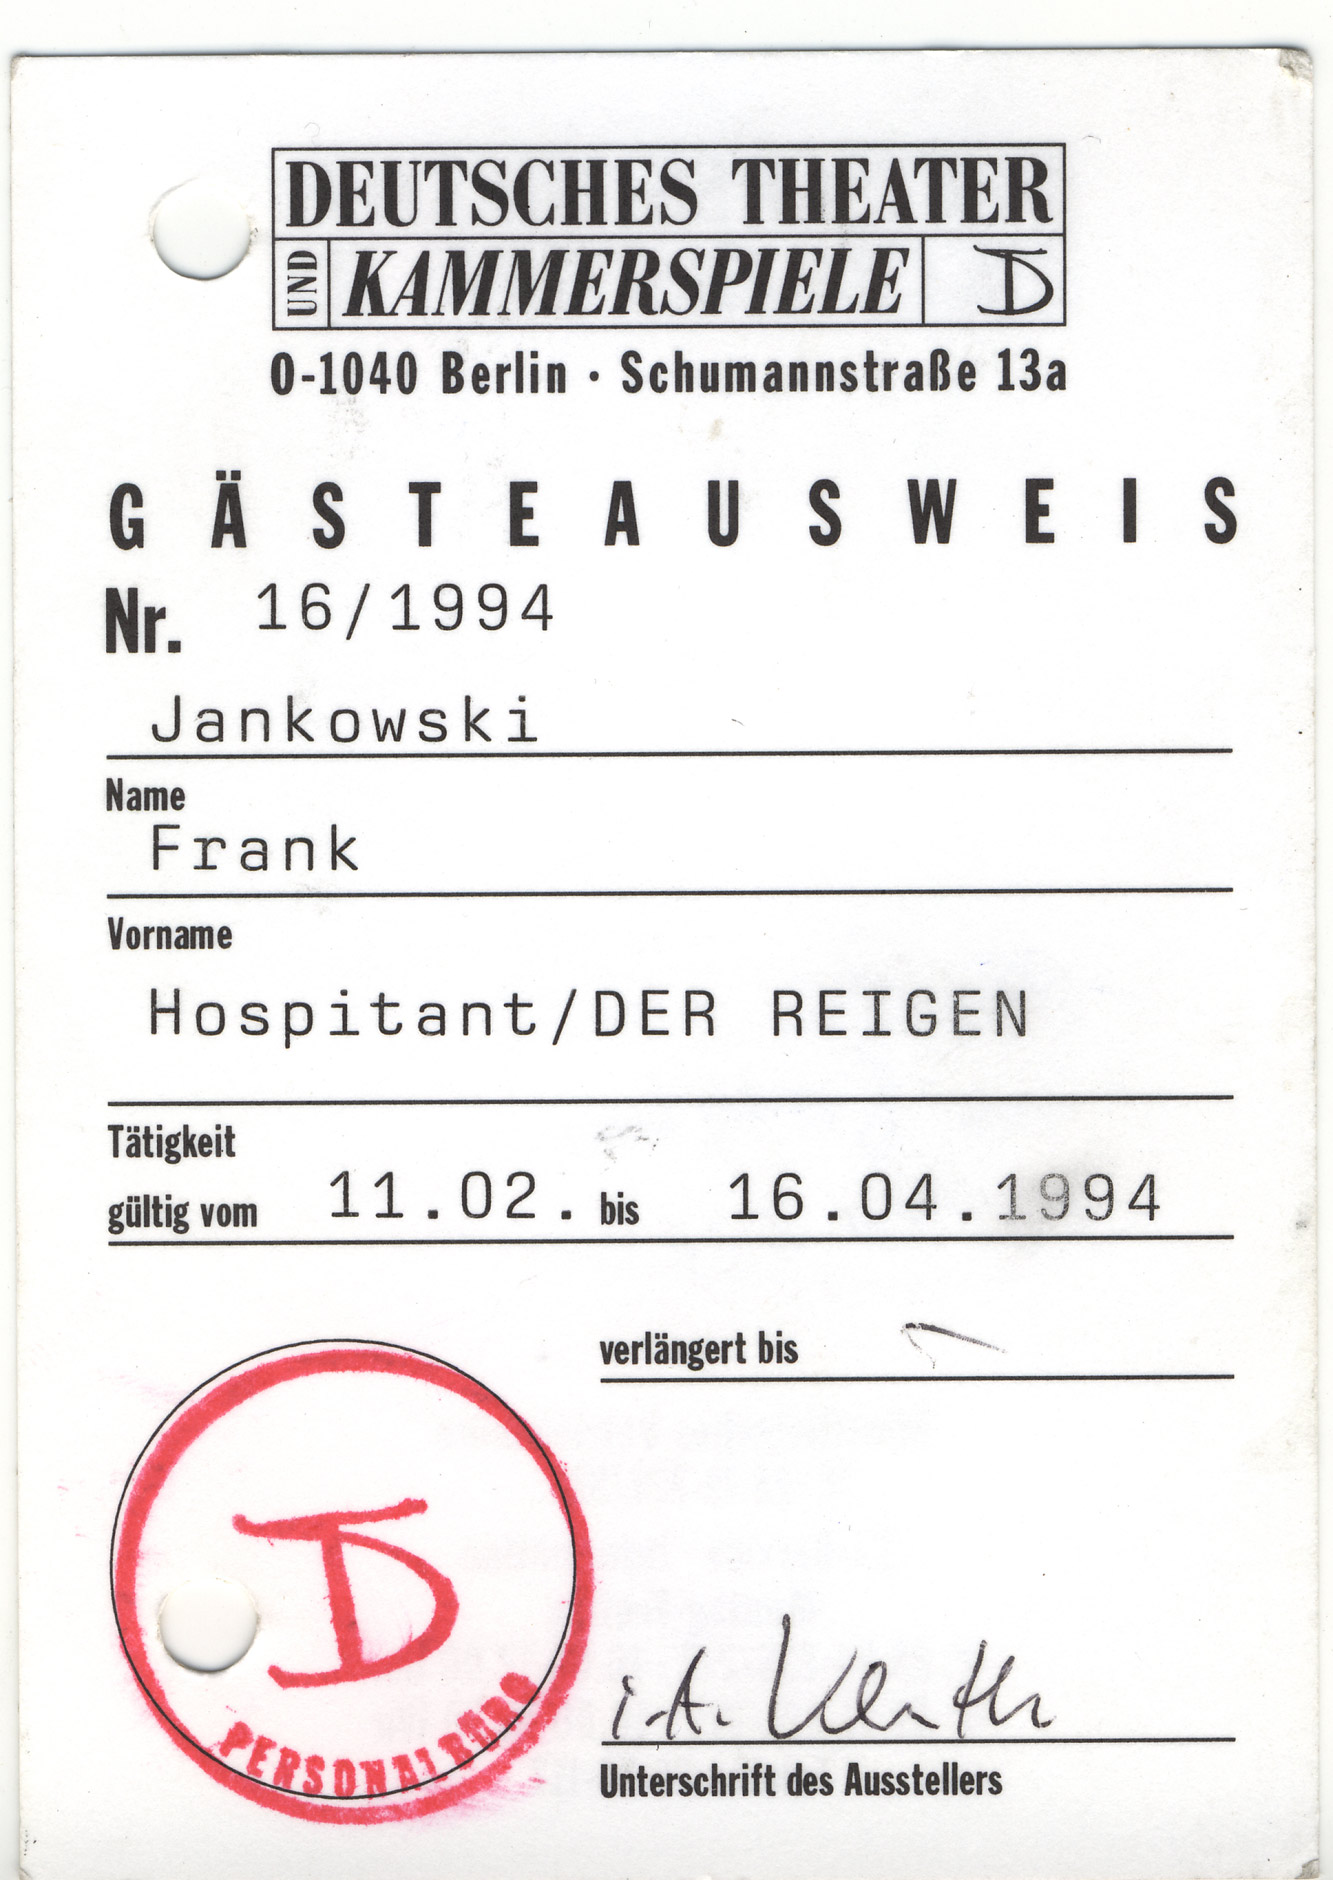 DEUTSCHES THEATER
UND KAMMERSPIELE D
O-1040 Berlin · Schumannstraße 13a
GÄSTEAUSWEIS
Nr. 16/1994
Jankowski
Name
Frank
Vorname
Hospitant/DER REIGEN
Tätigkeit
gültig vom 11.02. bis 16.04.1994
verlängert bis
D
PERSONALBÜRO
i.A.
Unterschrift des Ausstellers